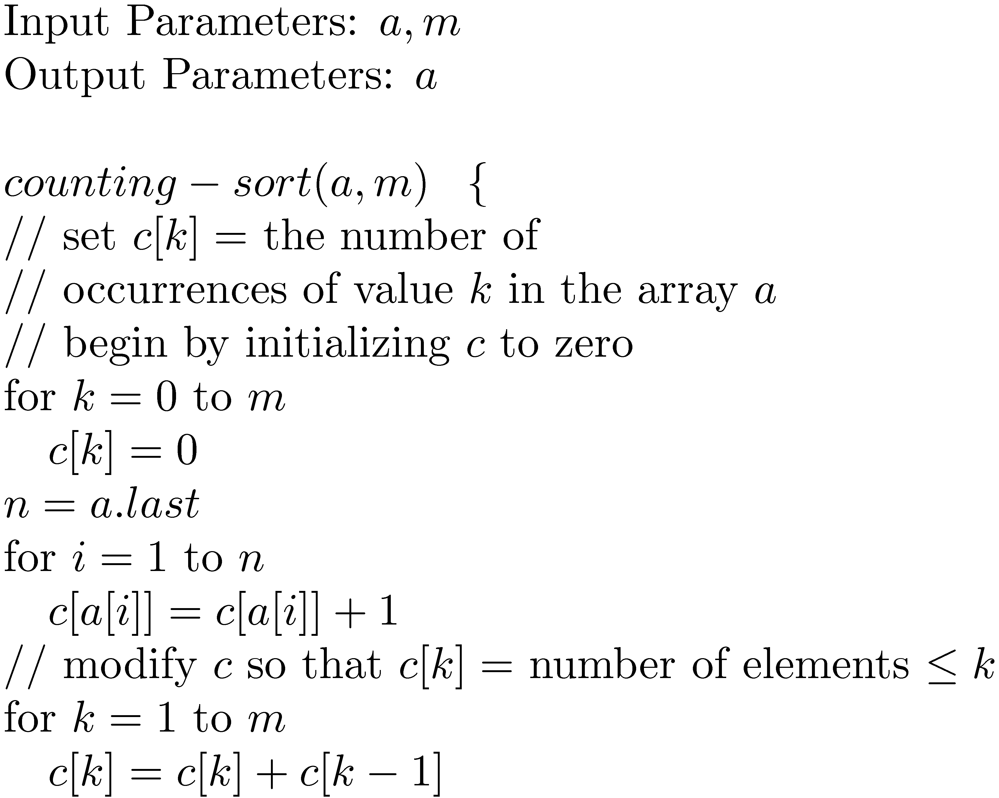 Input Parameters: a, m
Output Parameters: a
counting − sort(a, m) {
// set c[k] = the number of
// occurrences of value k in the array a
// begin by initializing c to zero
for k = 0 to m
c[k] = 0
n = a.last
for i = 1 to n
c[a[i]] = c[a[i]] + 1
// modify c so that c[k] = number of elements ≤ k
for k = 1 to m
c[k] = c[k] + c[k − 1]